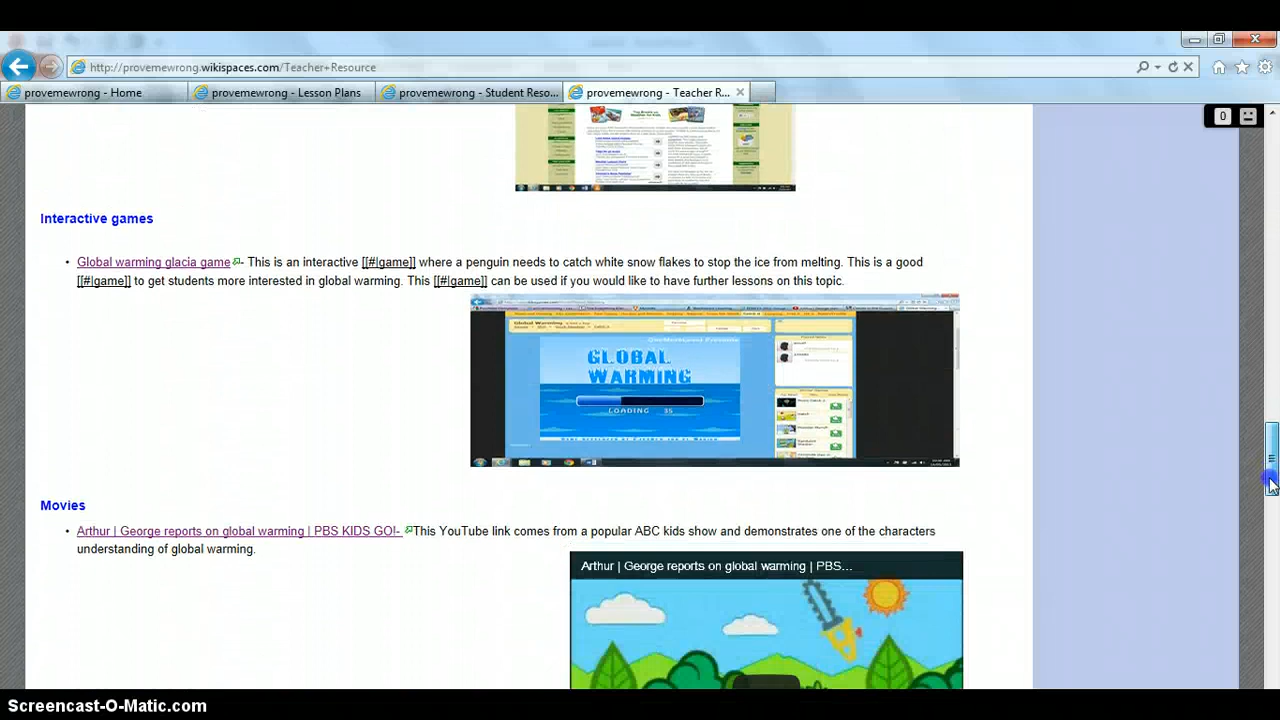 http://provemewrong.wikispaces.com/Teacher+Resource
provemewrong - Home
provemewrong - Lesson Plans
provemewrong - Student Reso...
provemewrong - Teacher R...
0
Interactive games
• Global warming glacia game - This is an interactive [[#|game]] where a penguin needs to catch white snow flakes to stop the ice from melting. This is a good
[[#|game]] to get students more interested in global warming. This [[#|game]] can be used if you would like to have further lessons on this topic.
GLOBAL
WARMING
LOADING 35
Movies
• Arthur | George reports on global warming | PBS KIDS GO!- This YouTube link comes from a popular ABC kids show and demonstrates one of the characters
understanding of global warming.
Arthur | George reports on global warming | PBS...
Screencast-O-Matic.com